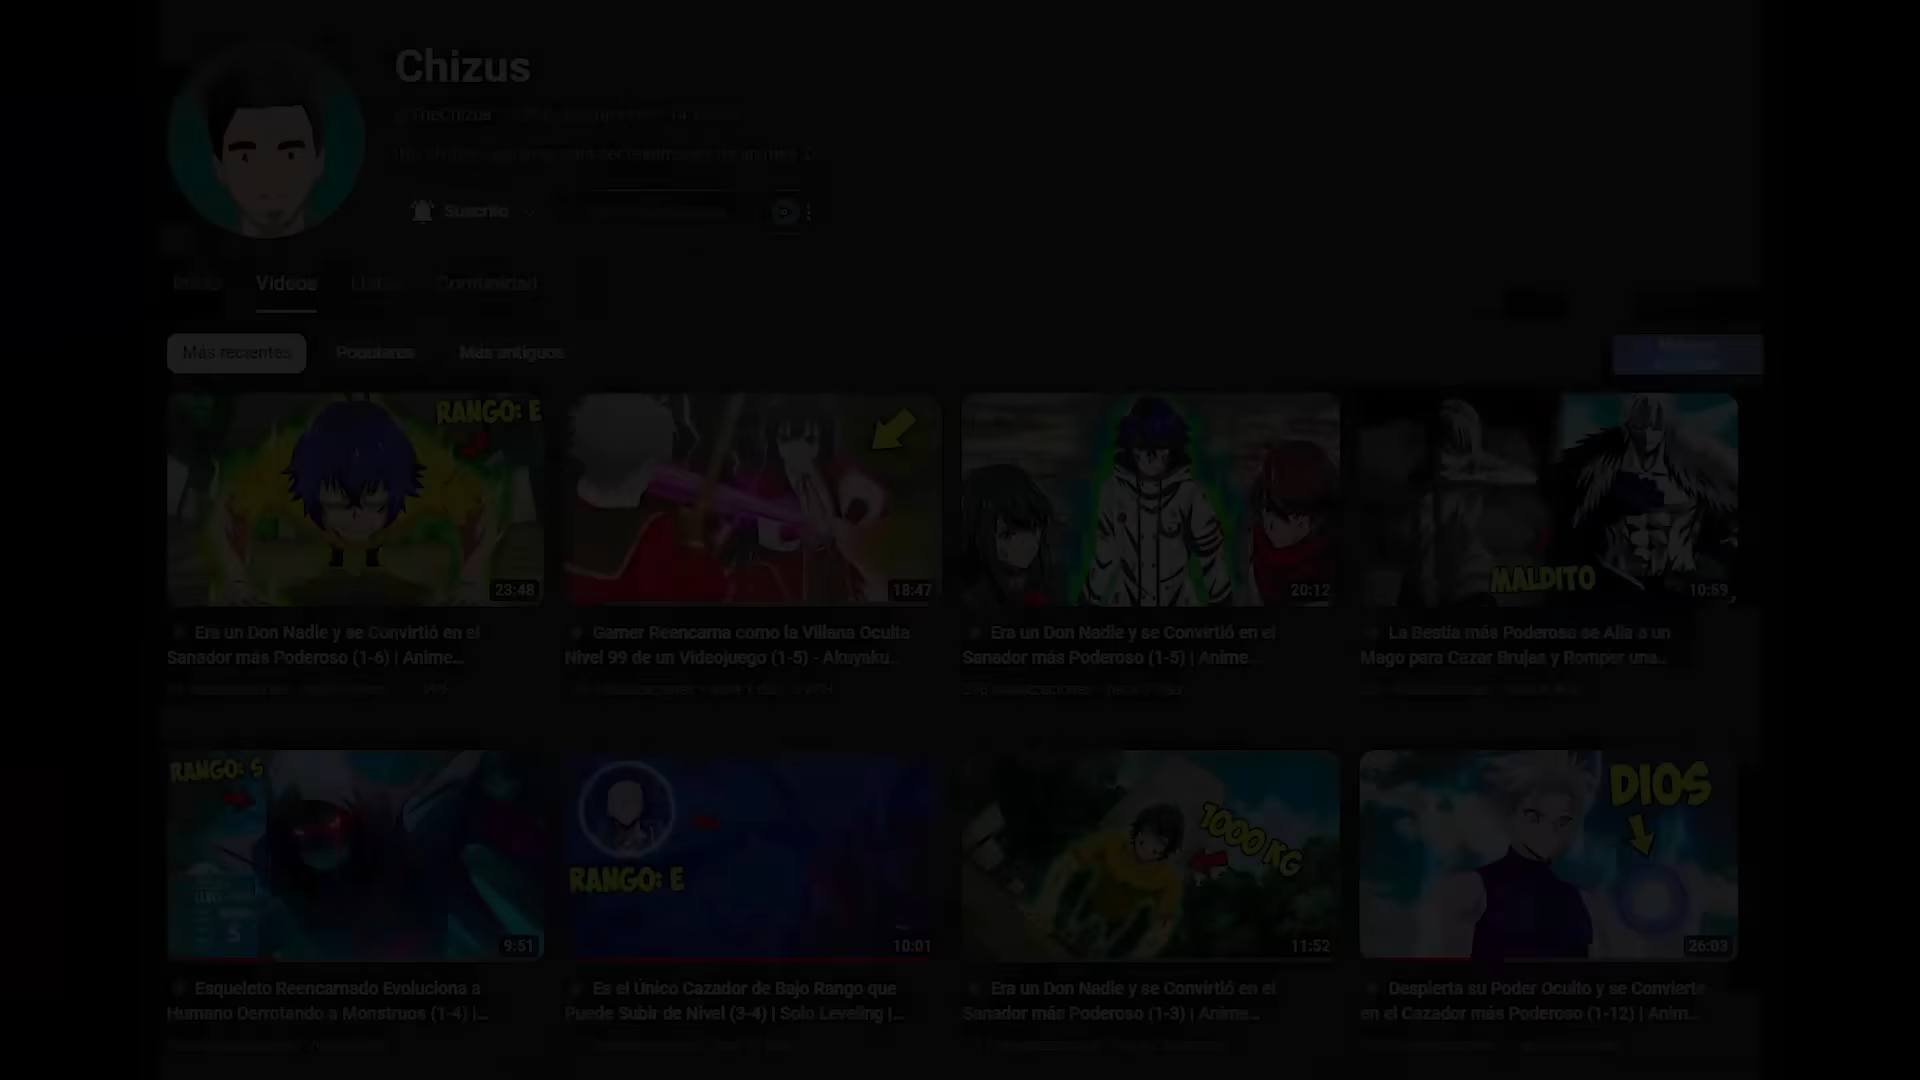 Chizus
@TheChizus
Suscrito
Inicio
Videos
Listas
Comunidad
Más recientes
Populares
Más antiguos
RANGO: E
23:48
18:47
20:12
MALDITO
10:59
Era un Don Nadie y se Convirtió en el
Sanador más Poderoso (1-6) | Anime...
Gamer Reencarna como la Villana Oculta
Nivel 99 de un Videojuego (1-5) - Akuyaku...
Era un Don Nadie y se Convirtió en el
Sanador más Poderoso (1-5) | Anime...
La Bestia más Poderosa se Alía a un
Mago para Cazar Brujas y Romper una...
RANGO: S
9:51
RANGO: E
10:01
1000 KG
11:52
DIOS
26:03
Esqueleto Reencarnado Evoluciona a
Humano Derrotando a Monstruos (1-4) |...
Es el Único Cazador de Bajo Rango que
Puede Subir de Nivel (3-4) | Solo Leveling |...
Era un Don Nadie y se Convirtió en el
Sanador más Poderoso (1-3) | Anime...
Despierta su Poder Oculto y se Convierte
en el Cazador más Poderoso (1-12) | Anim...